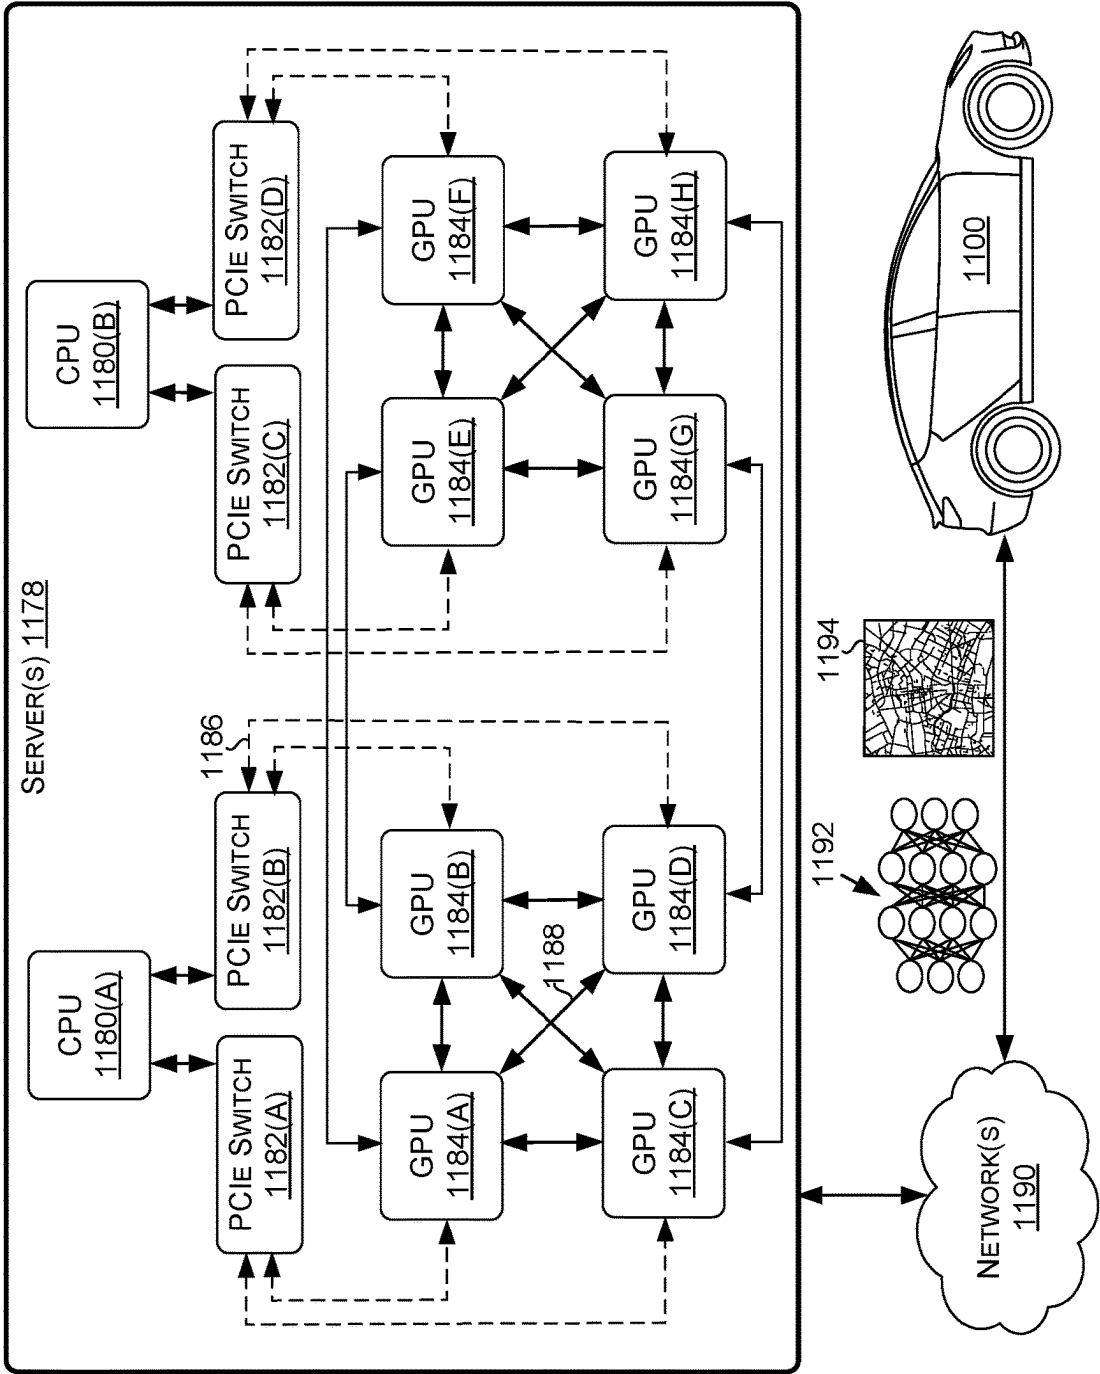 SERVER(S) 1178
CPU
1180(A)
CPU
1180(B)
PCIE SWITCH
1182(A)
PCIE SWITCH
1182(B)
1186
PCIE SWITCH
1182(C)
PCIE SWITCH
1182(D)
GPU
1184(A)
GPU
1184(B)
GPU
1184(E)
GPU
1184(F)
1188
GPU
1184(C)
GPU
1184(D)
GPU
1184(G)
GPU
1184(H)
NETWORK(S)
1190
1192
1194
1100